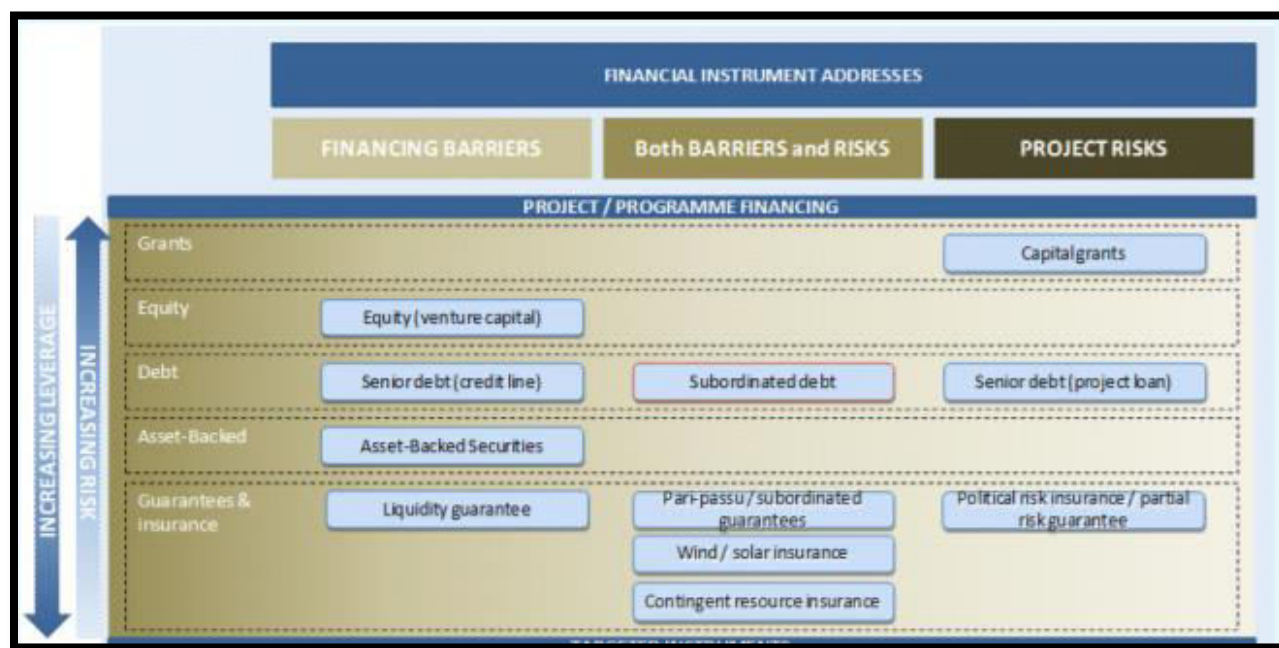 FINANCIAL INSTRUMENT ADDRESSES
FINANCING BARRIERS
Both BARRIERS and RISKS
PROJECT RISKS
PROJECT / PROGRAMME FINANCING
INCREASING LEVERAGE
INCREASING RISK
Grants
Capital grants
Equity
Equity (venture capital)
Debt
Senior debt (credit line)
Subordinated debt
Senior debt (project loan)
Asset-Backed
Asset-Backed Securities
Guarantees &
insurance
Liquidity guarantee
Pari-passu / subordinated
guarantees
Political risk insurance / partial
risk guarantee
Wind / solar insurance
Contingent resource insurance
TARGETED INSTRUMENTS